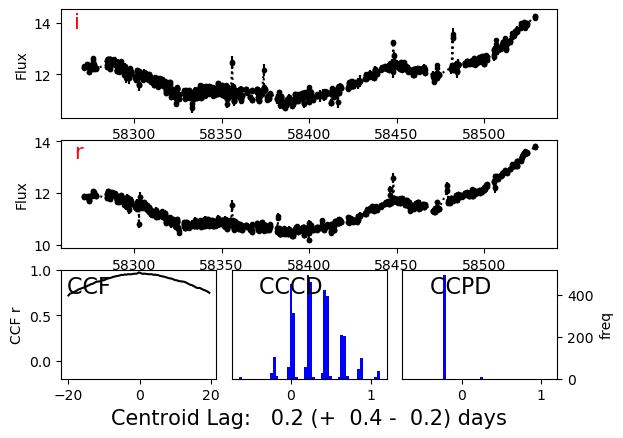 i
14
12
Flux
58300 58350 58400 58450 58500
r
14
12
10
Flux
58300 58350 58400 58450 58500
CCF CCCD CCPD
1.0
0.5
0.0
CCF r
400
200
0
freq
−20 0 20 0 1 0 1
Centroid Lag: 0.2 (+ 0.4 - 0.2) days